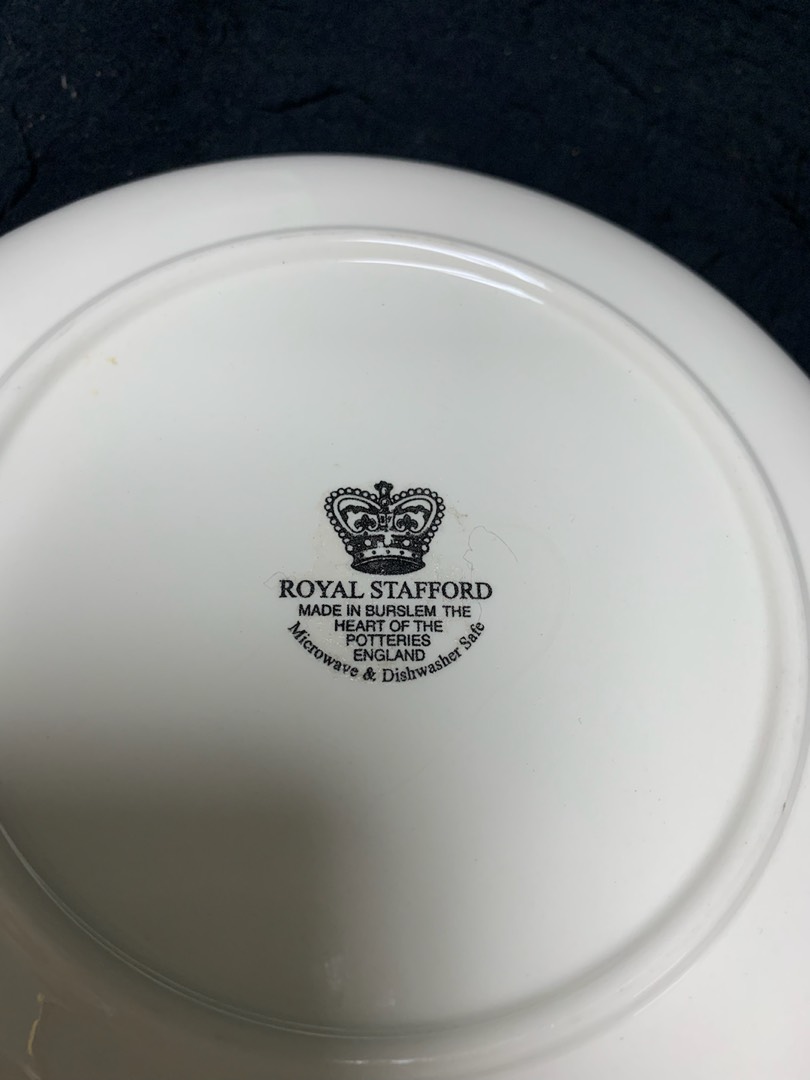 ROYAL STAFFORD
MADE IN BURSLEM THE
HEART OF THE
POTTERIES
ENGLAND
Microwave & Dishwasher Safe